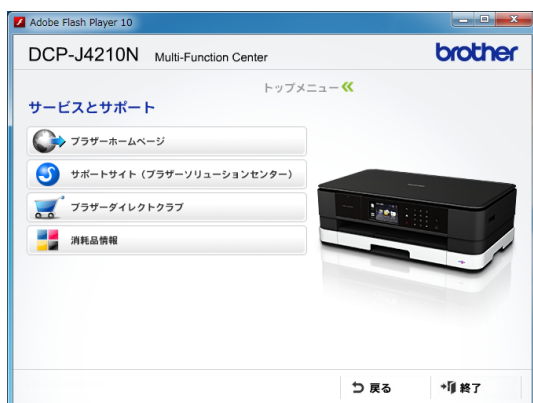 Adobe Flash Player 10
DCP-J4210N Multi-Function Center
brother
トップメニュー
サービスとサポート
ブラザーホームページ
サポートサイト（ブラザーソリューションセンター）
ブラザーダイレクトクラブ
消耗品情報
戻る
終了